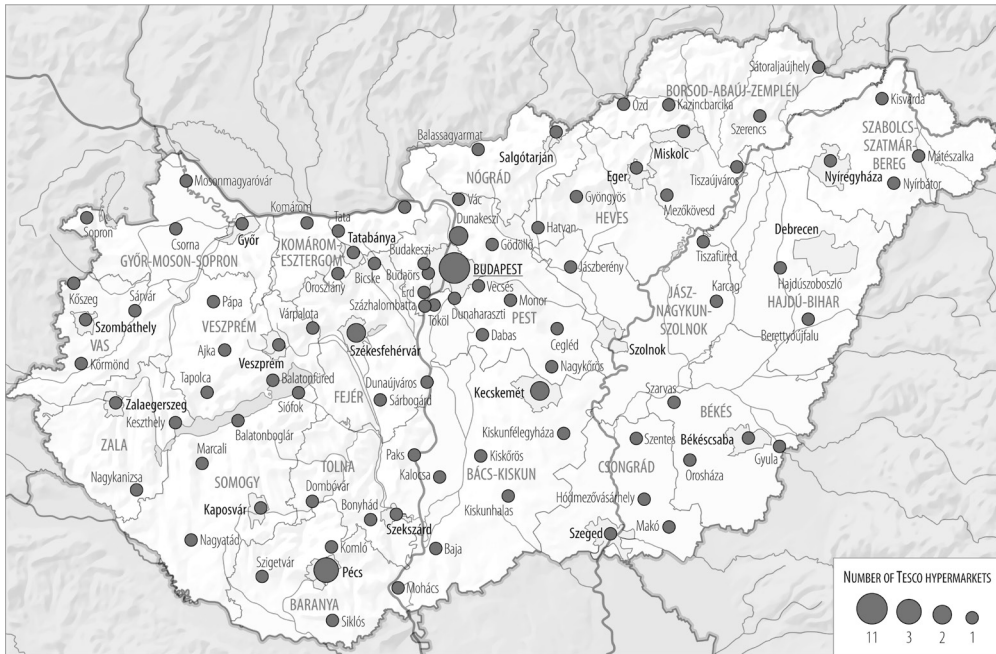 Sátoraljaújhely
BORSOD-ABAÚJ-ZEMPLÉN
Ózd
Kazincbarcika
Kisvárda
Szerencs
SZABOLCS-
SZATMÁR-
BEREG
Balassagyarmat
Salgótarján
Miskolc
Mátészalka
Eger
Tiszaújváros
Nyíregyháza
NÓGRÁD
Mosonmagyaróvár
Nyírbátor
Vác
Gyöngyös
Mezőkövesd
HEVES
Sopron
Komárom
Tata
Dunakeszi
Hatvan
Debrecen
Csorna
Győr
Tatabánya
Gödöllő
Tiszafüred
GYŐR-MOSON-SOPRON
KOMÁROM-
ESZTERGOM
Budakeszi
Bicske
Budaörs
BUDAPEST
Jászberény
Hajdúszoboszló
Oroszlány
Kőszeg
Sárvár
Pápa
Érd
Vecsés
Karcag
HAJDÚ-BIHAR
JÁSZ-
NAGYKUN-
SZOLNOK
Százhalombatta
Monor
Tököl
Dunaharaszti
PEST
Szombathely
VESZPRÉM
Várpalota
Berettyóújfalu
VAS
Székesfehérvár
Dabas
Cegléd
Szolnok
Ajka
Veszprém
Körmönd
Nagykőrös
Balatonfüred
Dunaújváros
Tapolca
Siófok
FEJÉR
Sárbogárd
Kecskemét
Szarvas
Zalaegerszeg
Keszthely
Balatonboglár
BÉKÉS
ZALA
Kiskunfélegyháza
Szentes
Békéscsaba
Gyula
Marcali
Paks
Kiskőrös
TOLNA
CSONGRÁD
Orosháza
Nagykanizsa
SOMOGY
Kalocsa
BÁCS-KISKUN
Dombóvár
Bonyhád
Kiskunhalas
Hódmezővásárhely
Kaposvár
Szekszárd
Makó
Szeged
Nagyatád
Komló
Baja
Szigetvár
Pécs
Mohács
BARANYA
Siklós
NUMBER OF TESCO HYPERMARKETS
11 3 2 1